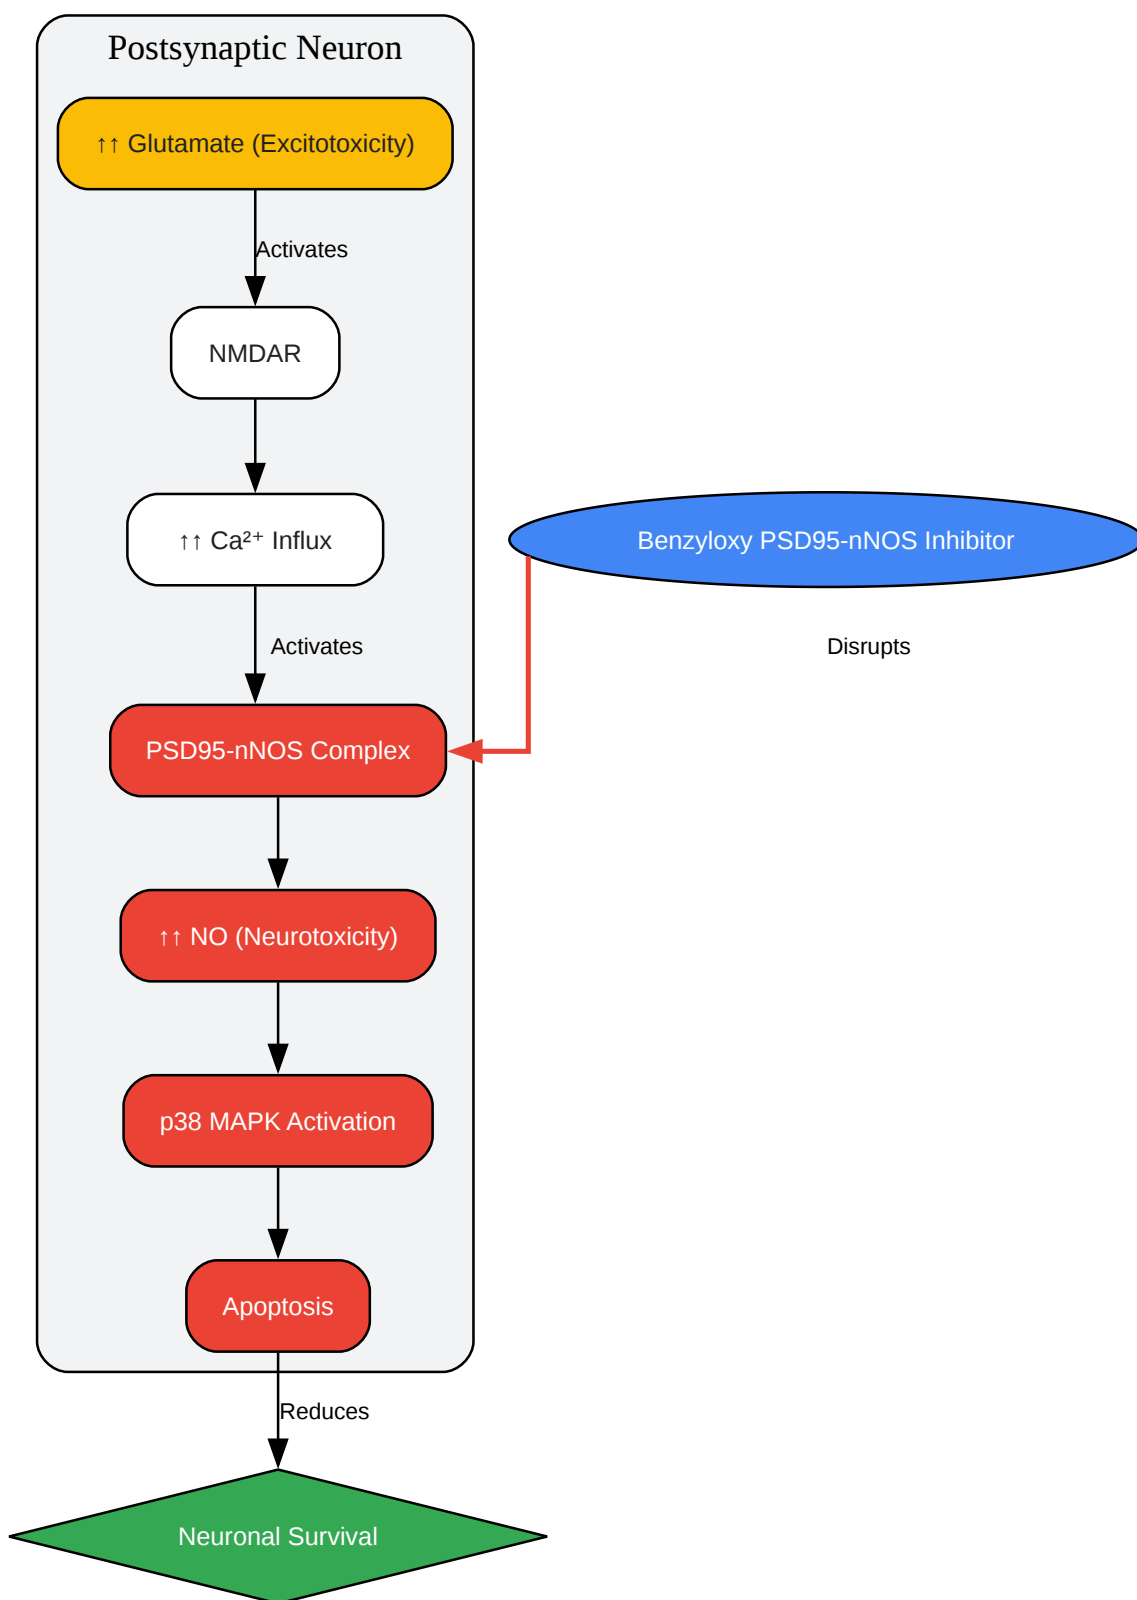 Postsynaptic Neuron
↑↑ Glutamate (Excitotoxicity)
Activates
NMDAR
↑↑ Ca²⁺ Influx
Benzyloxy PSD95-nNOS Inhibitor
Activates
Disrupts
PSD95-nNOS Complex
↑↑ NO (Neurotoxicity)
p38 MAPK Activation
Apoptosis
Reduces
Neuronal Survival